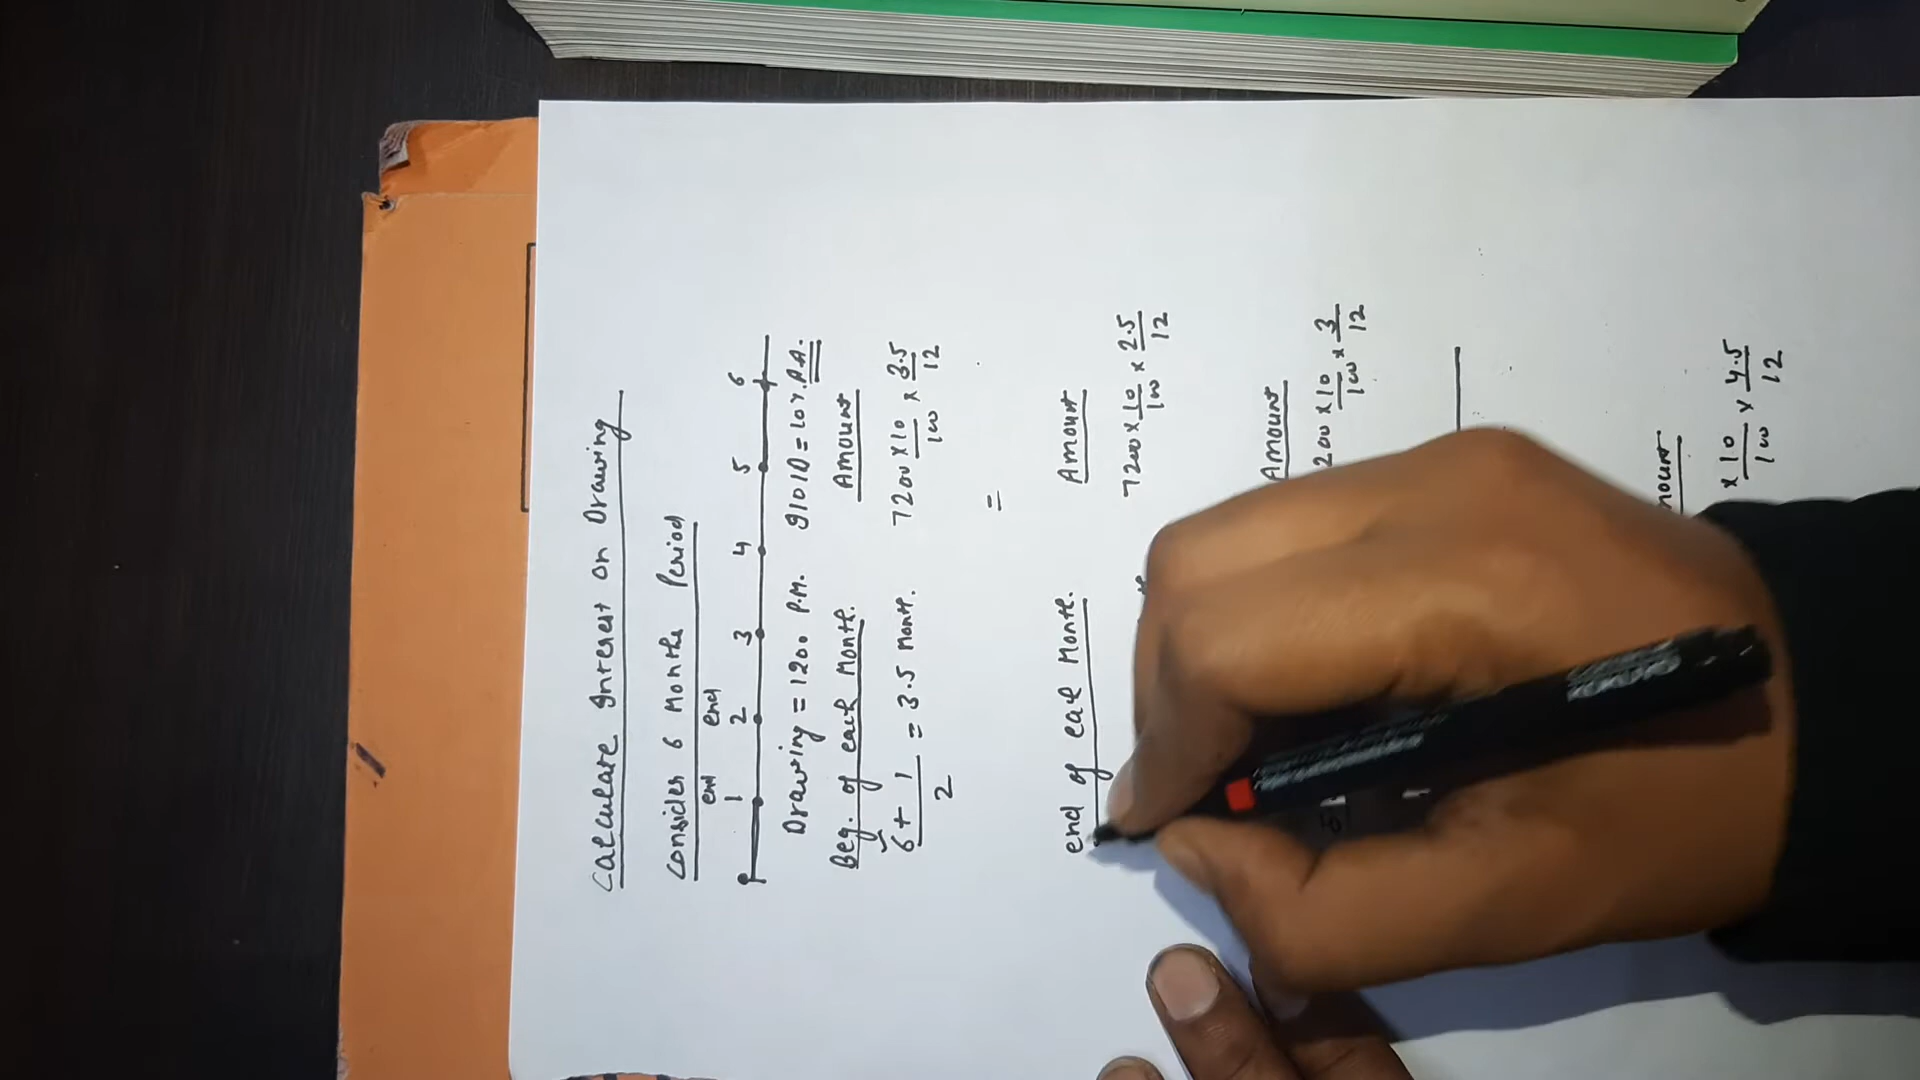 Calculate Interest on Drawing
Consider 6 Months Period
end end
1 2 3 4 5 6
Drawing = 1200 P.M. IOID = 10% P.A.
Beg. of each Month. Amount
6 + 1 / 2 = 3.5 Month. 7200 x 10/100 x 3.5/12
=
end of each Month. Amount
7200 x 10/100 x 2.5/12
Amount
200 x 10/100 x 3/12
mount
x 10/100 x 4.5/12